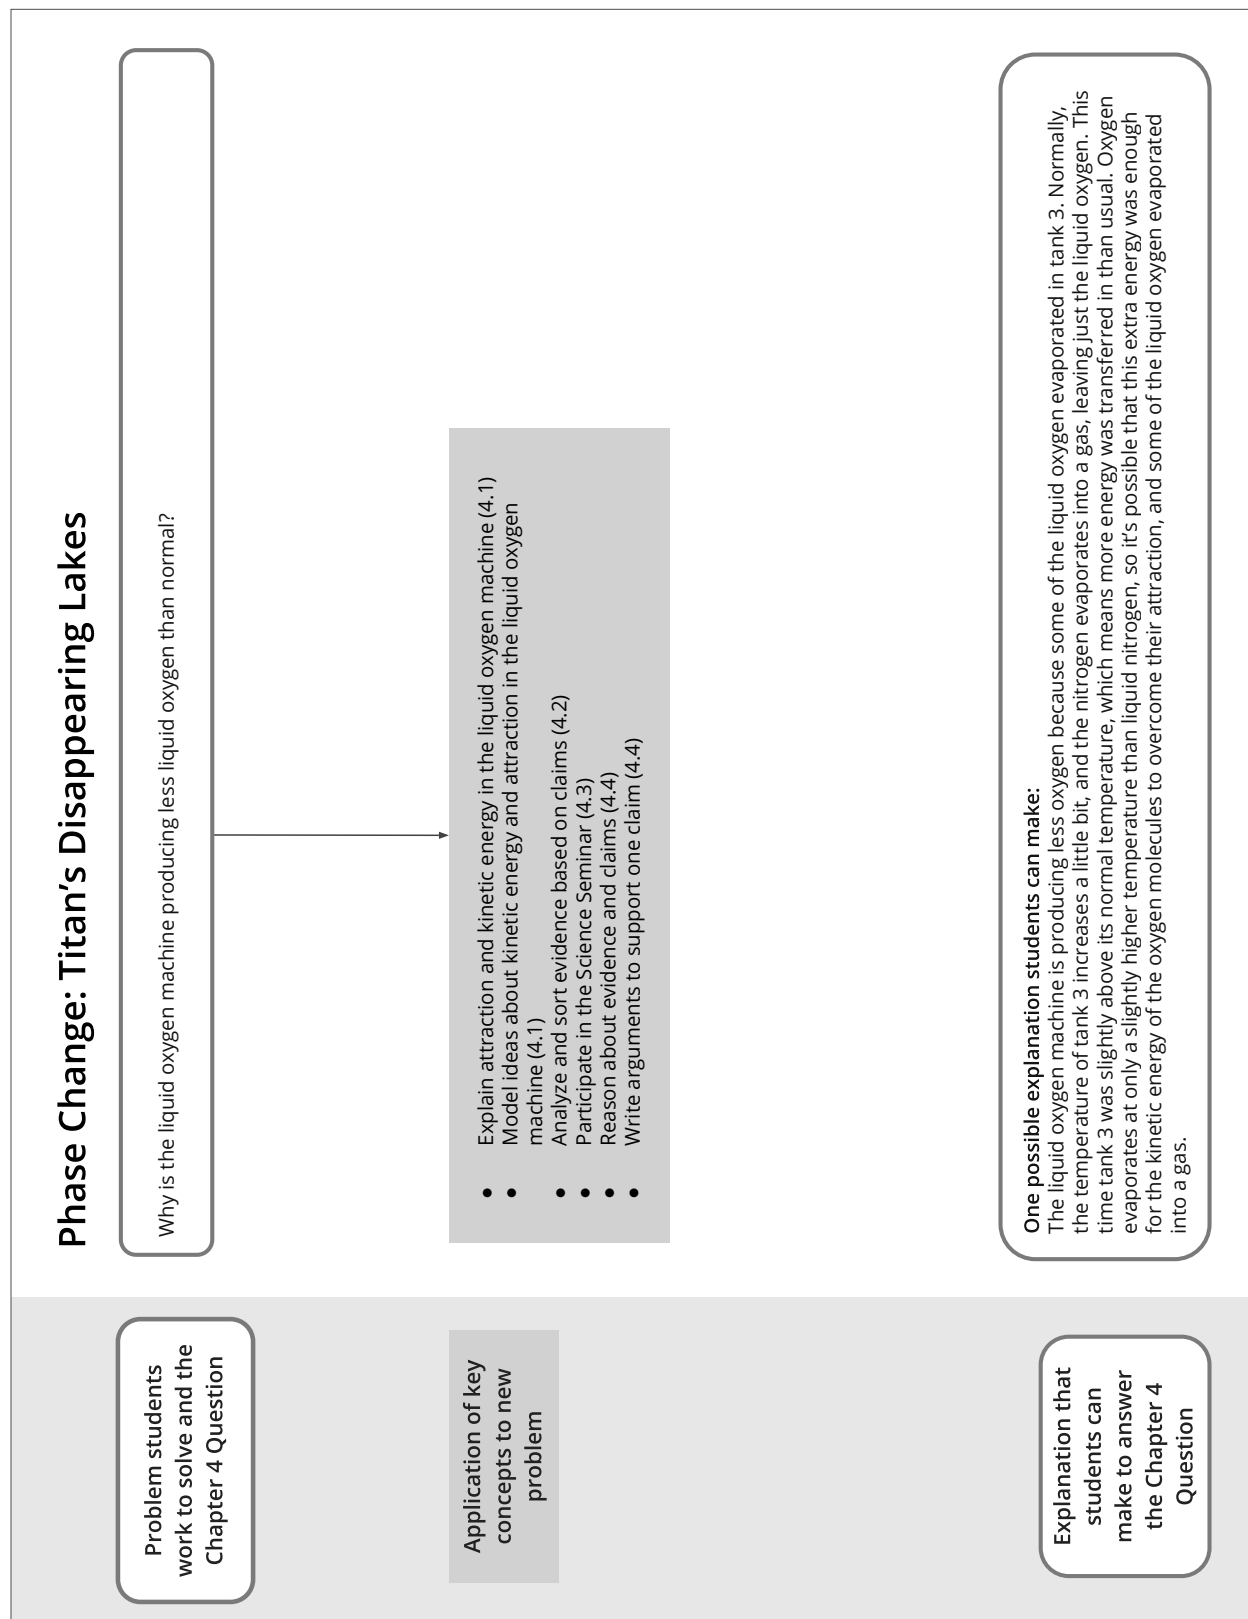 Phase Change: Titan’s Disappearing Lakes
Problem students
work to solve and the
Chapter 4 Question
Why is the liquid oxygen machine producing less liquid oxygen than normal?
Application of key
concepts to new
problem
• Explain attraction and kinetic energy in the liquid oxygen machine (4.1)
• Model ideas about kinetic energy and attraction in the liquid oxygen
machine (4.1)
• Analyze and sort evidence based on claims (4.2)
• Participate in the Science Seminar (4.3)
• Reason about evidence and claims (4.4)
• Write arguments to support one claim (4.4)
Explanation that
students can
make to answer
the Chapter 4
Question
One possible explanation students can make:
The liquid oxygen machine is producing less oxygen because some of the liquid oxygen evaporated in tank 3. Normally,
the temperature of tank 3 increases a little bit, and the nitrogen evaporates into a gas, leaving just the liquid oxygen. This
time tank 3 was slightly above its normal temperature, which means more energy was transferred in than usual. Oxygen
evaporates at only a slightly higher temperature than liquid nitrogen, so it’s possible that this extra energy was enough
for the kinetic energy of the oxygen molecules to overcome their attraction, and some of the liquid oxygen evaporated
into a gas.